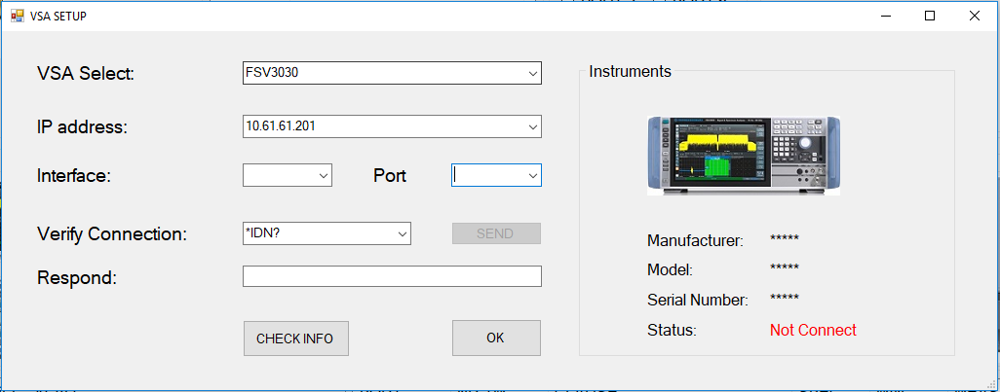 VSA SETUP
VSA Select: FSV3030
IP address: 10.61.61.201
Interface: Port
Verify Connection: *IDN? SEND
Respond:
CHECK INFO OK
Instruments
Manufacturer: *****
Model: *****
Serial Number: *****
Status: Not Connect